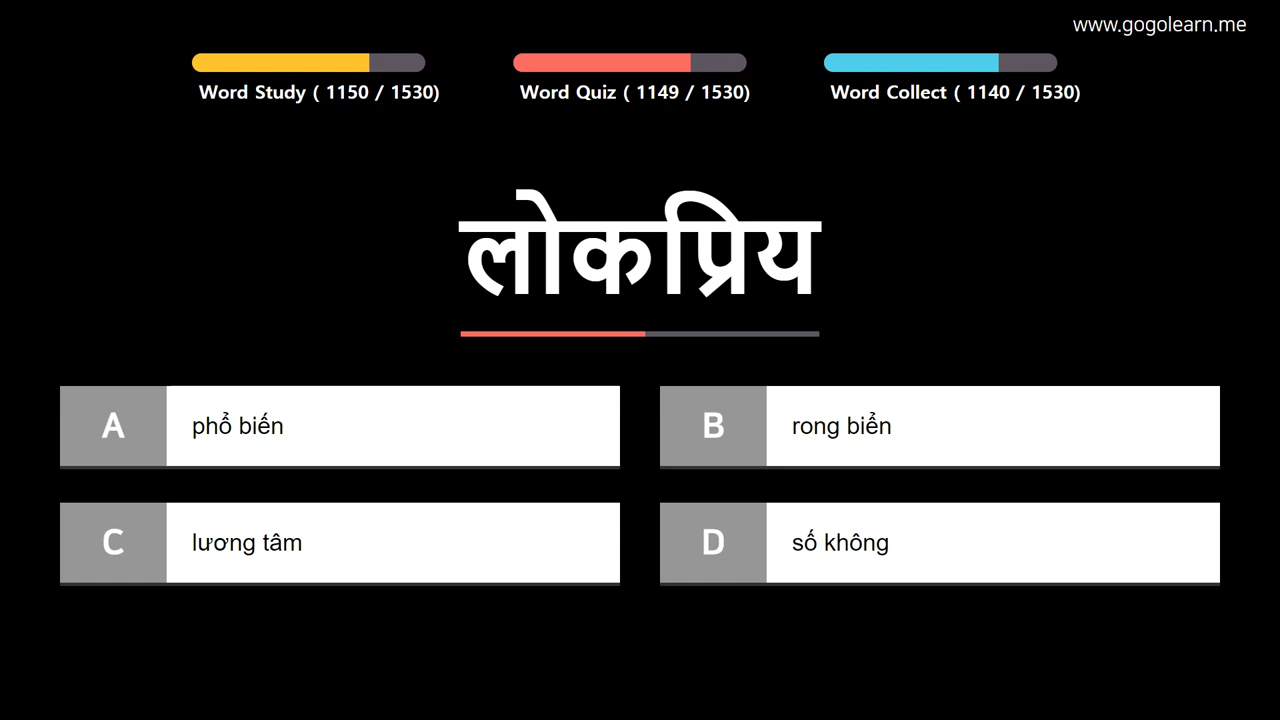 www.gogolearn.me
Word Study ( 1150 / 1530)
Word Quiz ( 1149 / 1530)
Word Collect ( 1140 / 1530)
लोकप्रिय
A
phổ biến
B
rong biển
C
lương tâm
D
số không